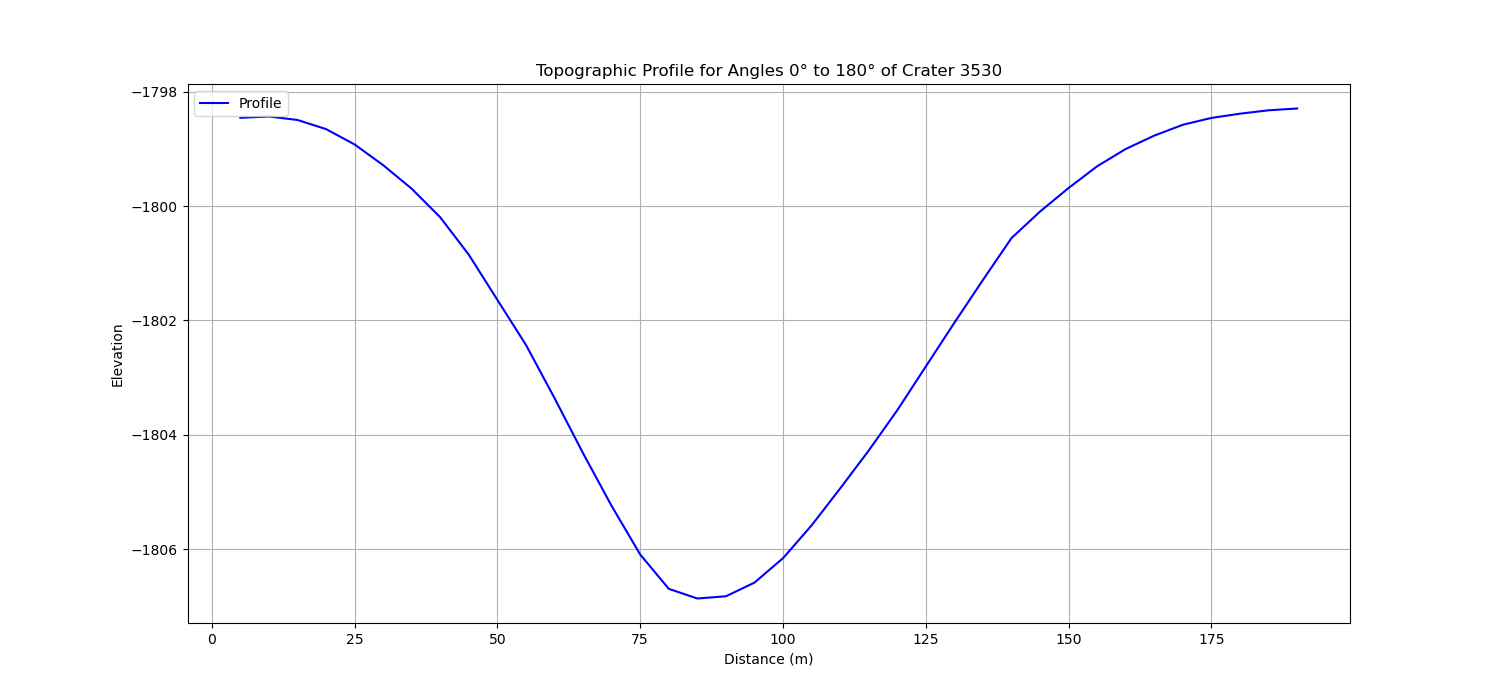 Topographic Profile for Angles 0° to 180° of Crater 3530
Profile
−1798
−1800
−1802
−1804
−1806
Elevation
0 25 50 75 100 125 150 175
Distance (m)